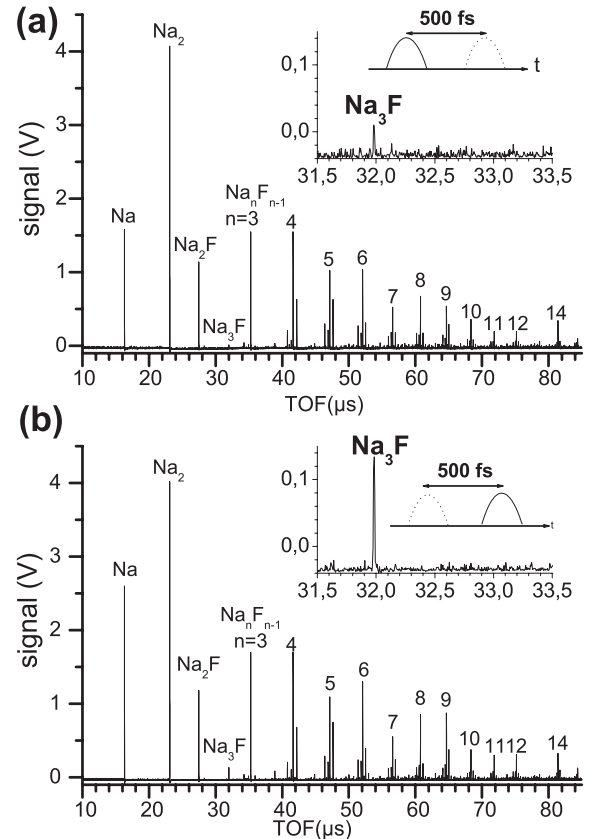 (a)
Na2
500 fs
t
Na3F
0,1
0,0
31,5 32,0 32,5 33,0 33,5
4
3
2
1
0
signal (V)
Na
Na2F
Na3F
NanFn-1
n=3
4
5
6
7
8
9
10
11
12
14
10 20 30 40 50 60 70 80
TOF(µs)
(b)
Na2
Na3F
500 fs
t
0,1
0,0
31,5 32,0 32,5 33,0 33,5
4
3
2
1
0
signal (V)
Na
Na2F
Na3F
NanFn-1
n=3
4
5
6
7
8
9
10
11
12
14
10 20 30 40 50 60 70 80
TOF(µs)